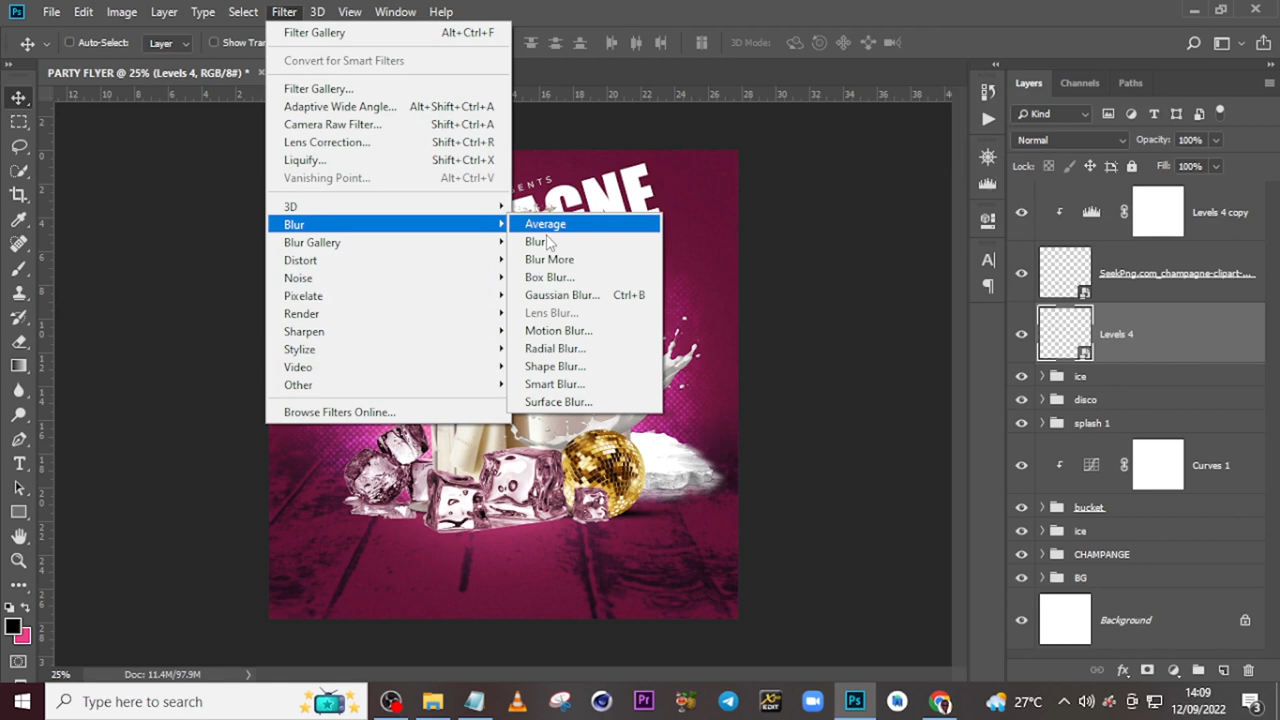 Ps File Edit Image Layer Type Select Filter 3D View Window Help
Auto-Select: Layer Show Tra 3D Mode:
PARTY FLYER @ 25% (Levels 4, RGB/8#) *
Filter Gallery Alt+Ctrl+F
Convert for Smart Filters
Filter Gallery...
Adaptive Wide Angle... Alt+Shift+Ctrl+A
Camera Raw Filter... Shift+Ctrl+A
Lens Correction... Shift+Ctrl+R
Liquify... Shift+Ctrl+X
Vanishing Point... Alt+Ctrl+V
3D
Blur
Blur Gallery
Distort
Noise
Pixelate
Render
Sharpen
Stylize
Video
Other
Browse Filters Online...
Average
Blur
Blur More
Box Blur...
Gaussian Blur... Ctrl+B
Lens Blur...
Motion Blur...
Radial Blur...
Shape Blur...
Smart Blur...
Surface Blur...
Layers Channels Paths
Kind
Normal Opacity: 100%
Lock: Fill: 100%
Levels 4 copy
SeekPng.com_champagne-clipart-...
Levels 4
ice
disco
splash 1
Curves 1
bucket
ice
CHAMPANGE
BG
Background
25% Doc: 11.4M/97.9M
Type here to search
27°C
14:09
12/09/2022